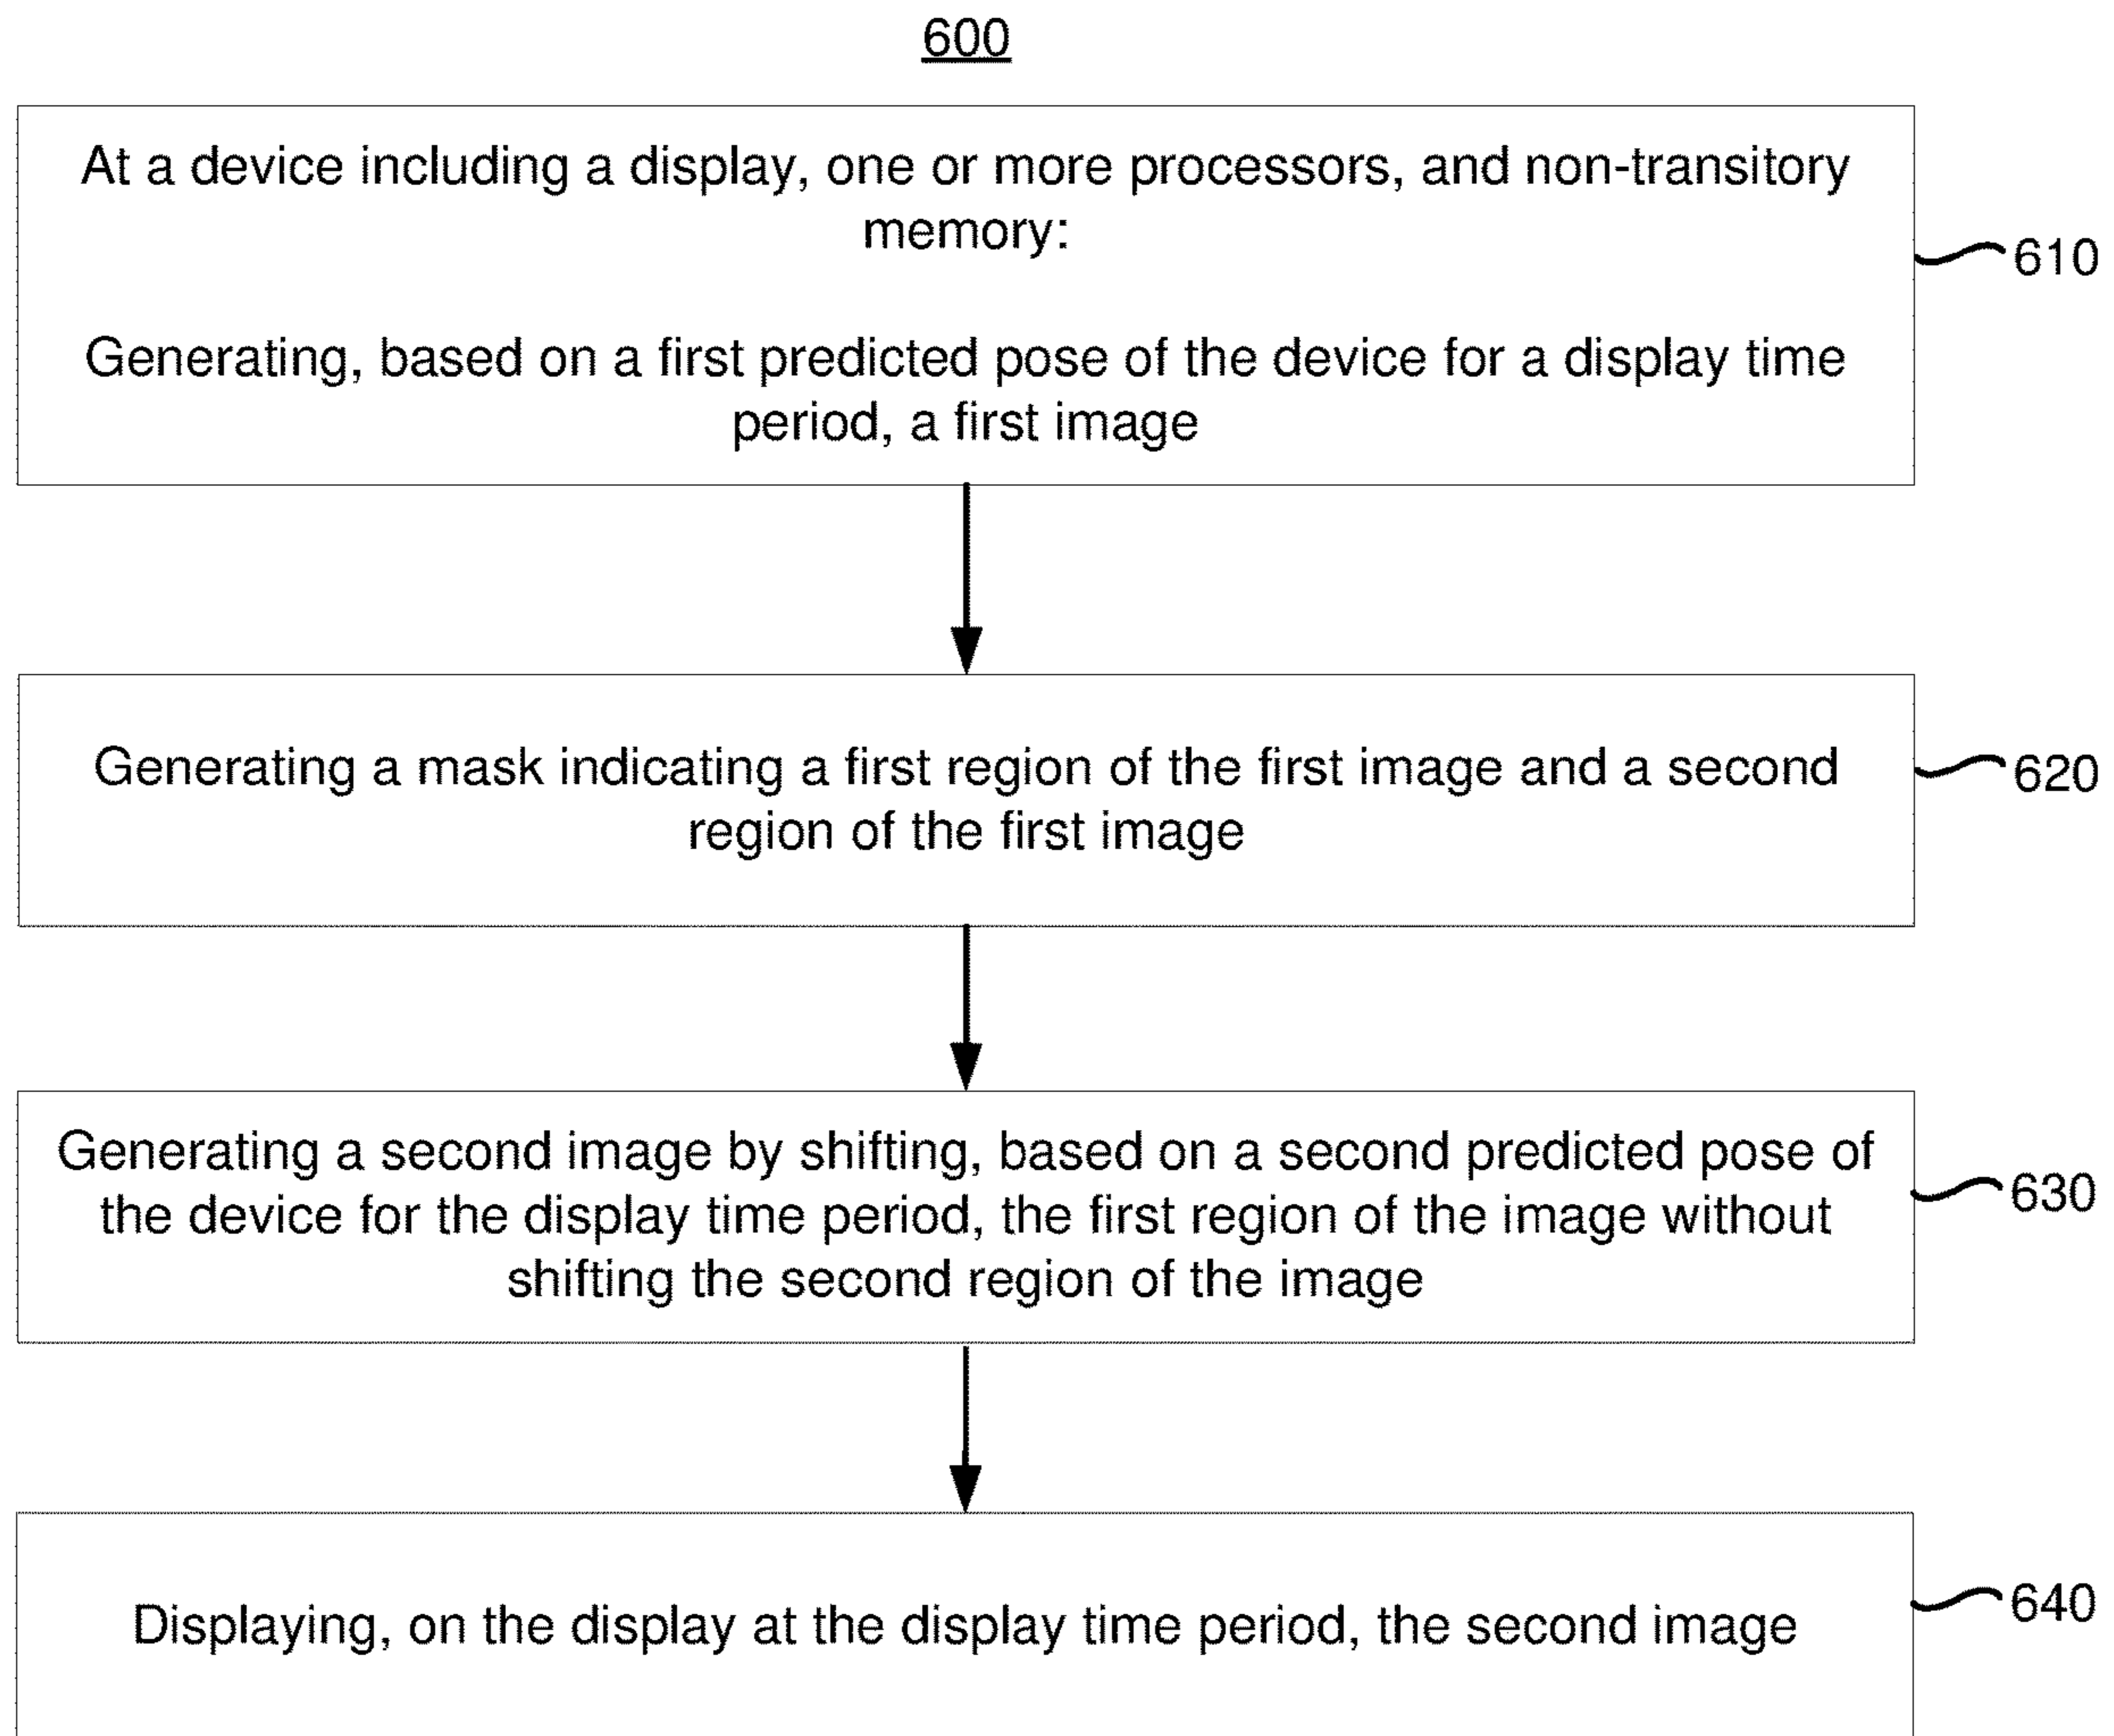 600
At a device including a display, one or more processors, and non-transitory
memory:
Generating, based on a first predicted pose of the device for a display time
period, a first image
610
Generating a mask indicating a first region of the first image and a second
region of the first image
620
Generating a second image by shifting, based on a second predicted pose of
the device for the display time period, the first region of the image without
shifting the second region of the image
630
Displaying, on the display at the display time period, the second image
640